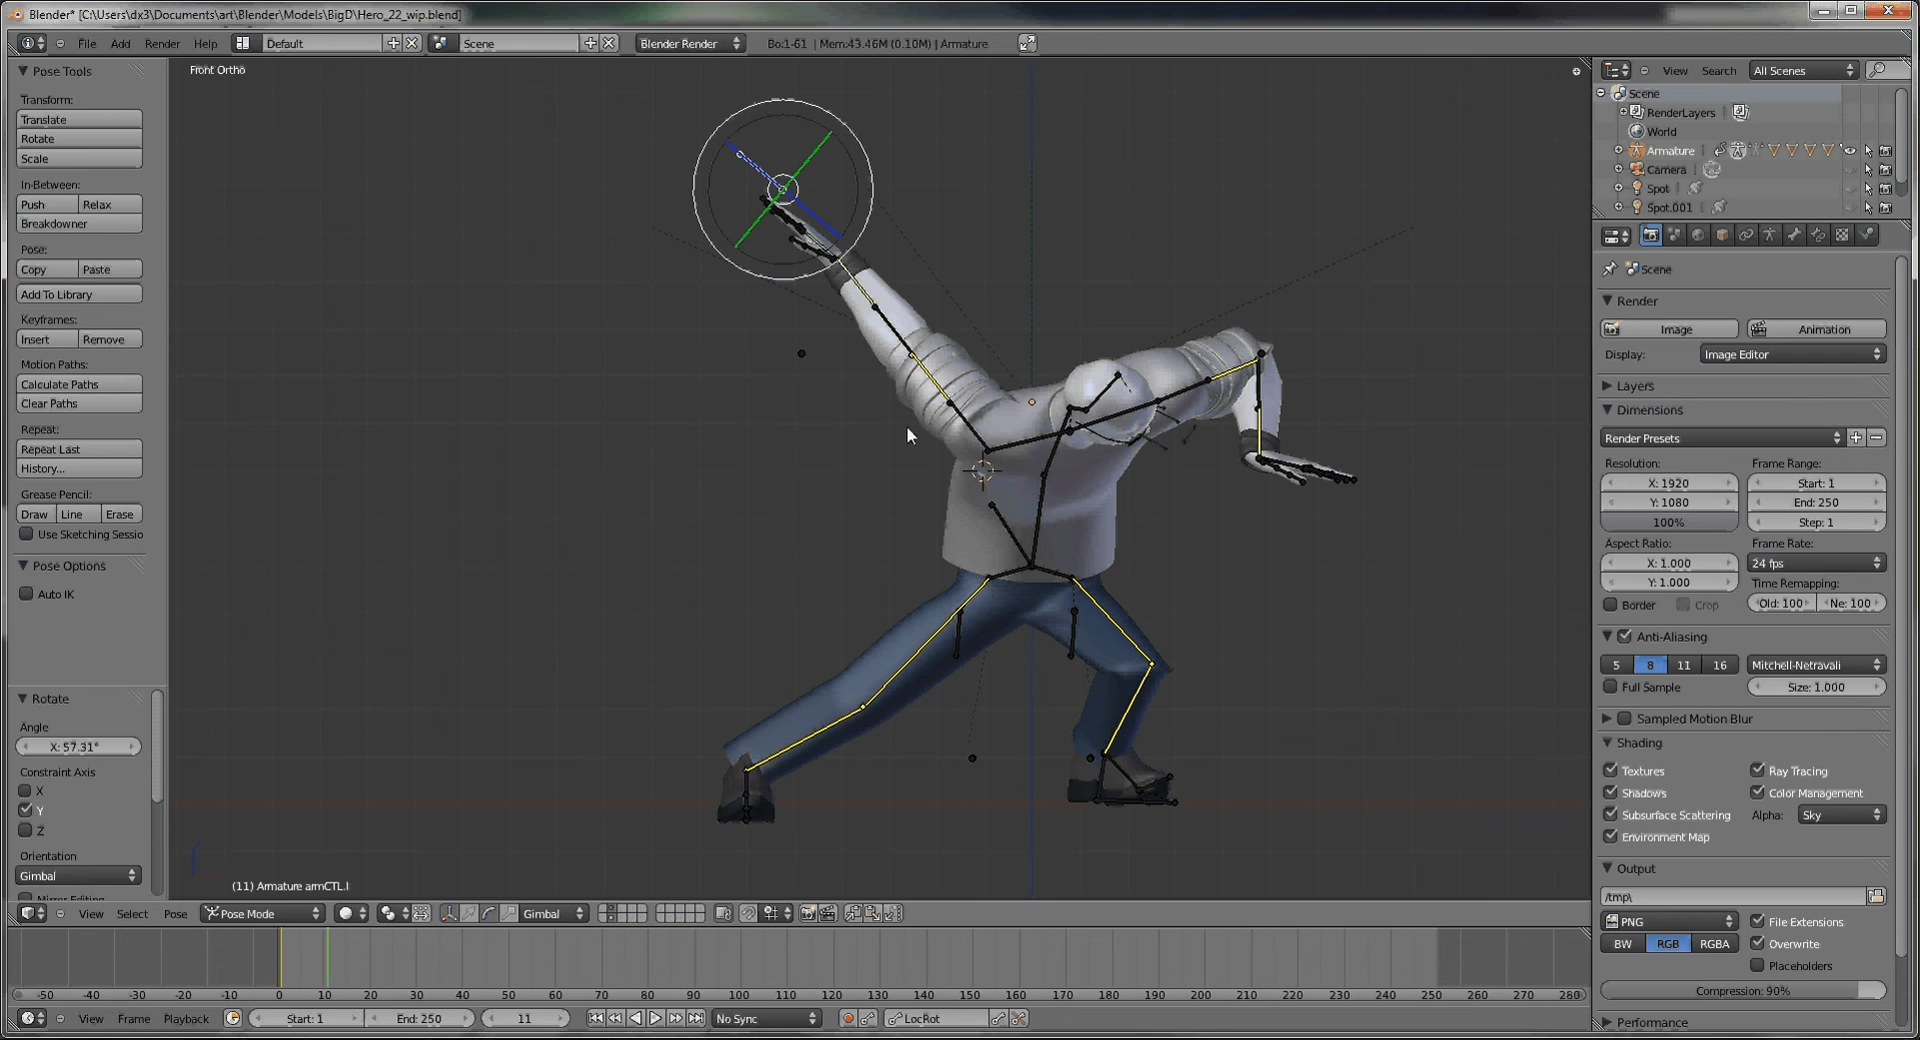 Blender* [C:\Users\dx3\Documents\art\Blender\Models\BigD\Hero_22_wip.blend]
File Add Render Help Default Scene Blender Render Bo:1-61 | Mem:43.46M (0.10M) | Armature
Pose Tools
Transform:
Translate
Rotate
Scale
In-Between:
Push Relax
Breakdowner
Pose:
Copy Paste
Add To Library
Keyframes:
Insert Remove
Motion Paths:
Calculate Paths
Clear Paths
Repeat:
Repeat Last
History...
Grease Pencil:
Draw Line Erase
Use Sketching Sessio
Pose Options
Auto IK
Rotate
Angle
X: 57.31°
Constraint Axis
X
Y
Z
Orientation
Gimbal
Mirror Editing
Front Ortho
(11) Armature armCTL.l
View Select Pose Pose Mode Gimbal
-50 -40 -30 -20 -10 0 10 20 30 40 50 60 70 80 90 100 110 120 130 140 150 160 170 180 190 200 210 220 230 240 250 260 270 280
View Frame Playback Start: 1 End: 250 11 No Sync LocRot
View Search All Scenes
Scene
RenderLayers
World
Armature
Camera
Spot
Spot.001
Scene
Render
Image Animation
Display: Image Editor
Layers
Dimensions
Render Presets
Resolution: Frame Range:
X: 1920 Start: 1
Y: 1080 End: 250
100% Step: 1
Aspect Ratio: Frame Rate:
X: 1.000 24 fps
Y: 1.000 Time Remapping:
Border Crop Old: 100 Ne: 100
Anti-Aliasing
5 8 11 16 Mitchell-Netravali
Full Sample Size: 1.000
Sampled Motion Blur
Shading
Textures Ray Tracing
Shadows Color Management
Subsurface Scattering Alpha: Sky
Environment Map
Output
/tmp\
PNG File Extensions
BW RGB RGBA Overwrite
Placeholders
Compression: 90%
Performance